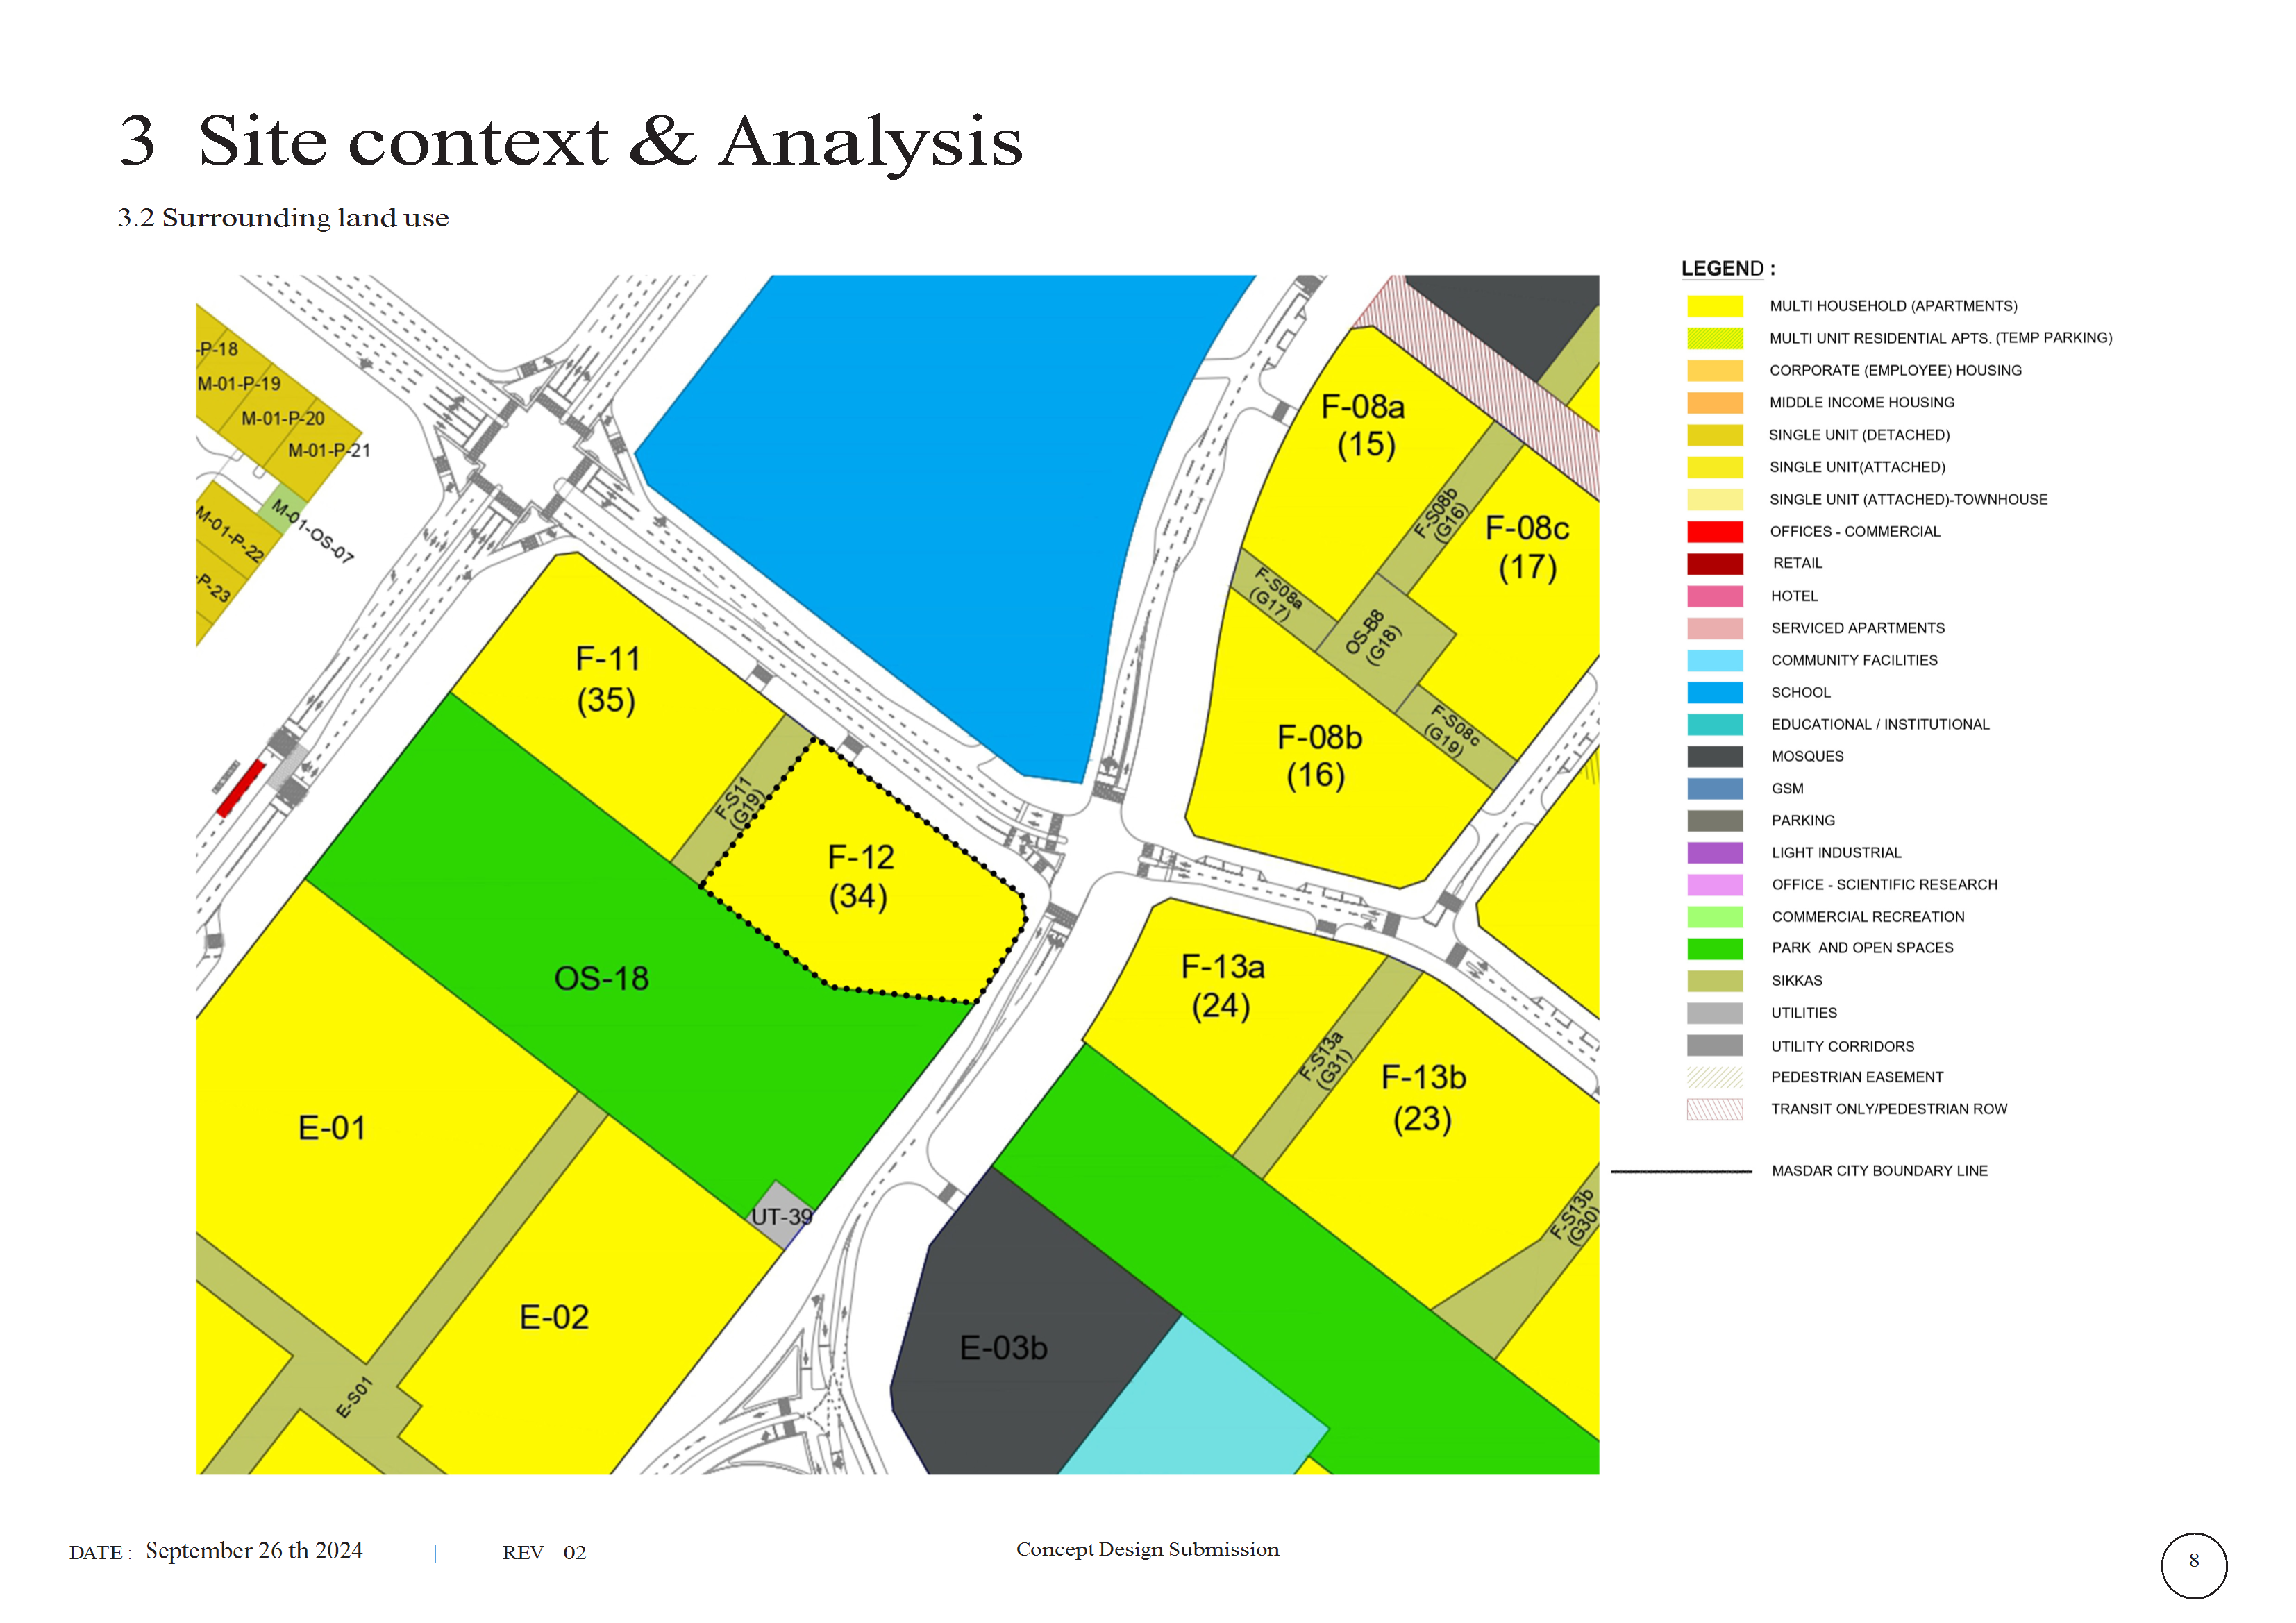 3 Site context & Analysis
3.2 Surrounding land use
-P-18
M-01-P-19
M-01-P-20
M-01-P-21
M-01-OS-07
M-01-P-22
-P-23
F-08a
(15)
F-S08b
(G16)
F-08c
(17)
F-S08a
(G17)
OS-B8
(G18)
F-S08c
(G19)
F-08b
(16)
F-11
(35)
F-S11
(G19)
F-12
(34)
OS-18
F-13a
(24)
F-S13a
(G31)
F-13b
(23)
F-S13b
(G30)
E-01
UT-39
E-02
E-03b
E-S01
LEGEND :
MULTI HOUSEHOLD (APARTMENTS)
MULTI UNIT RESIDENTIAL APTS. (TEMP PARKING)
CORPORATE (EMPLOYEE) HOUSING
MIDDLE INCOME HOUSING
SINGLE UNIT (DETACHED)
SINGLE UNIT(ATTACHED)
SINGLE UNIT (ATTACHED)-TOWNHOUSE
OFFICES - COMMERCIAL
RETAIL
HOTEL
SERVICED APARTMENTS
COMMUNITY FACILITIES
SCHOOL
EDUCATIONAL / INSTITUTIONAL
MOSQUES
GSM
PARKING
LIGHT INDUSTRIAL
OFFICE - SCIENTIFIC RESEARCH
COMMERCIAL RECREATION
PARK AND OPEN SPACES
SIKKAS
UTILITIES
UTILITY CORRIDORS
PEDESTRIAN EASEMENT
TRANSIT ONLY/PEDESTRIAN ROW
MASDAR CITY BOUNDARY LINE
DATE : September 26 th 2024 | REV 02
Concept Design Submission
8